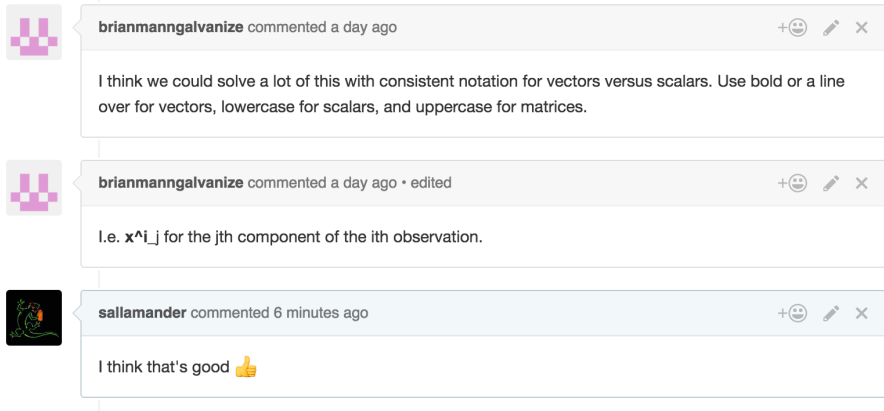 brianmanngalvanize commented a day ago
I think we could solve a lot of this with consistent notation for vectors versus scalars. Use bold or a line
over for vectors, lowercase for scalars, and uppercase for matrices.
brianmanngalvanize commented a day ago • edited
I.e. x^i_j for the jth component of the ith observation.
sallamander commented 6 minutes ago
I think that's good 👍